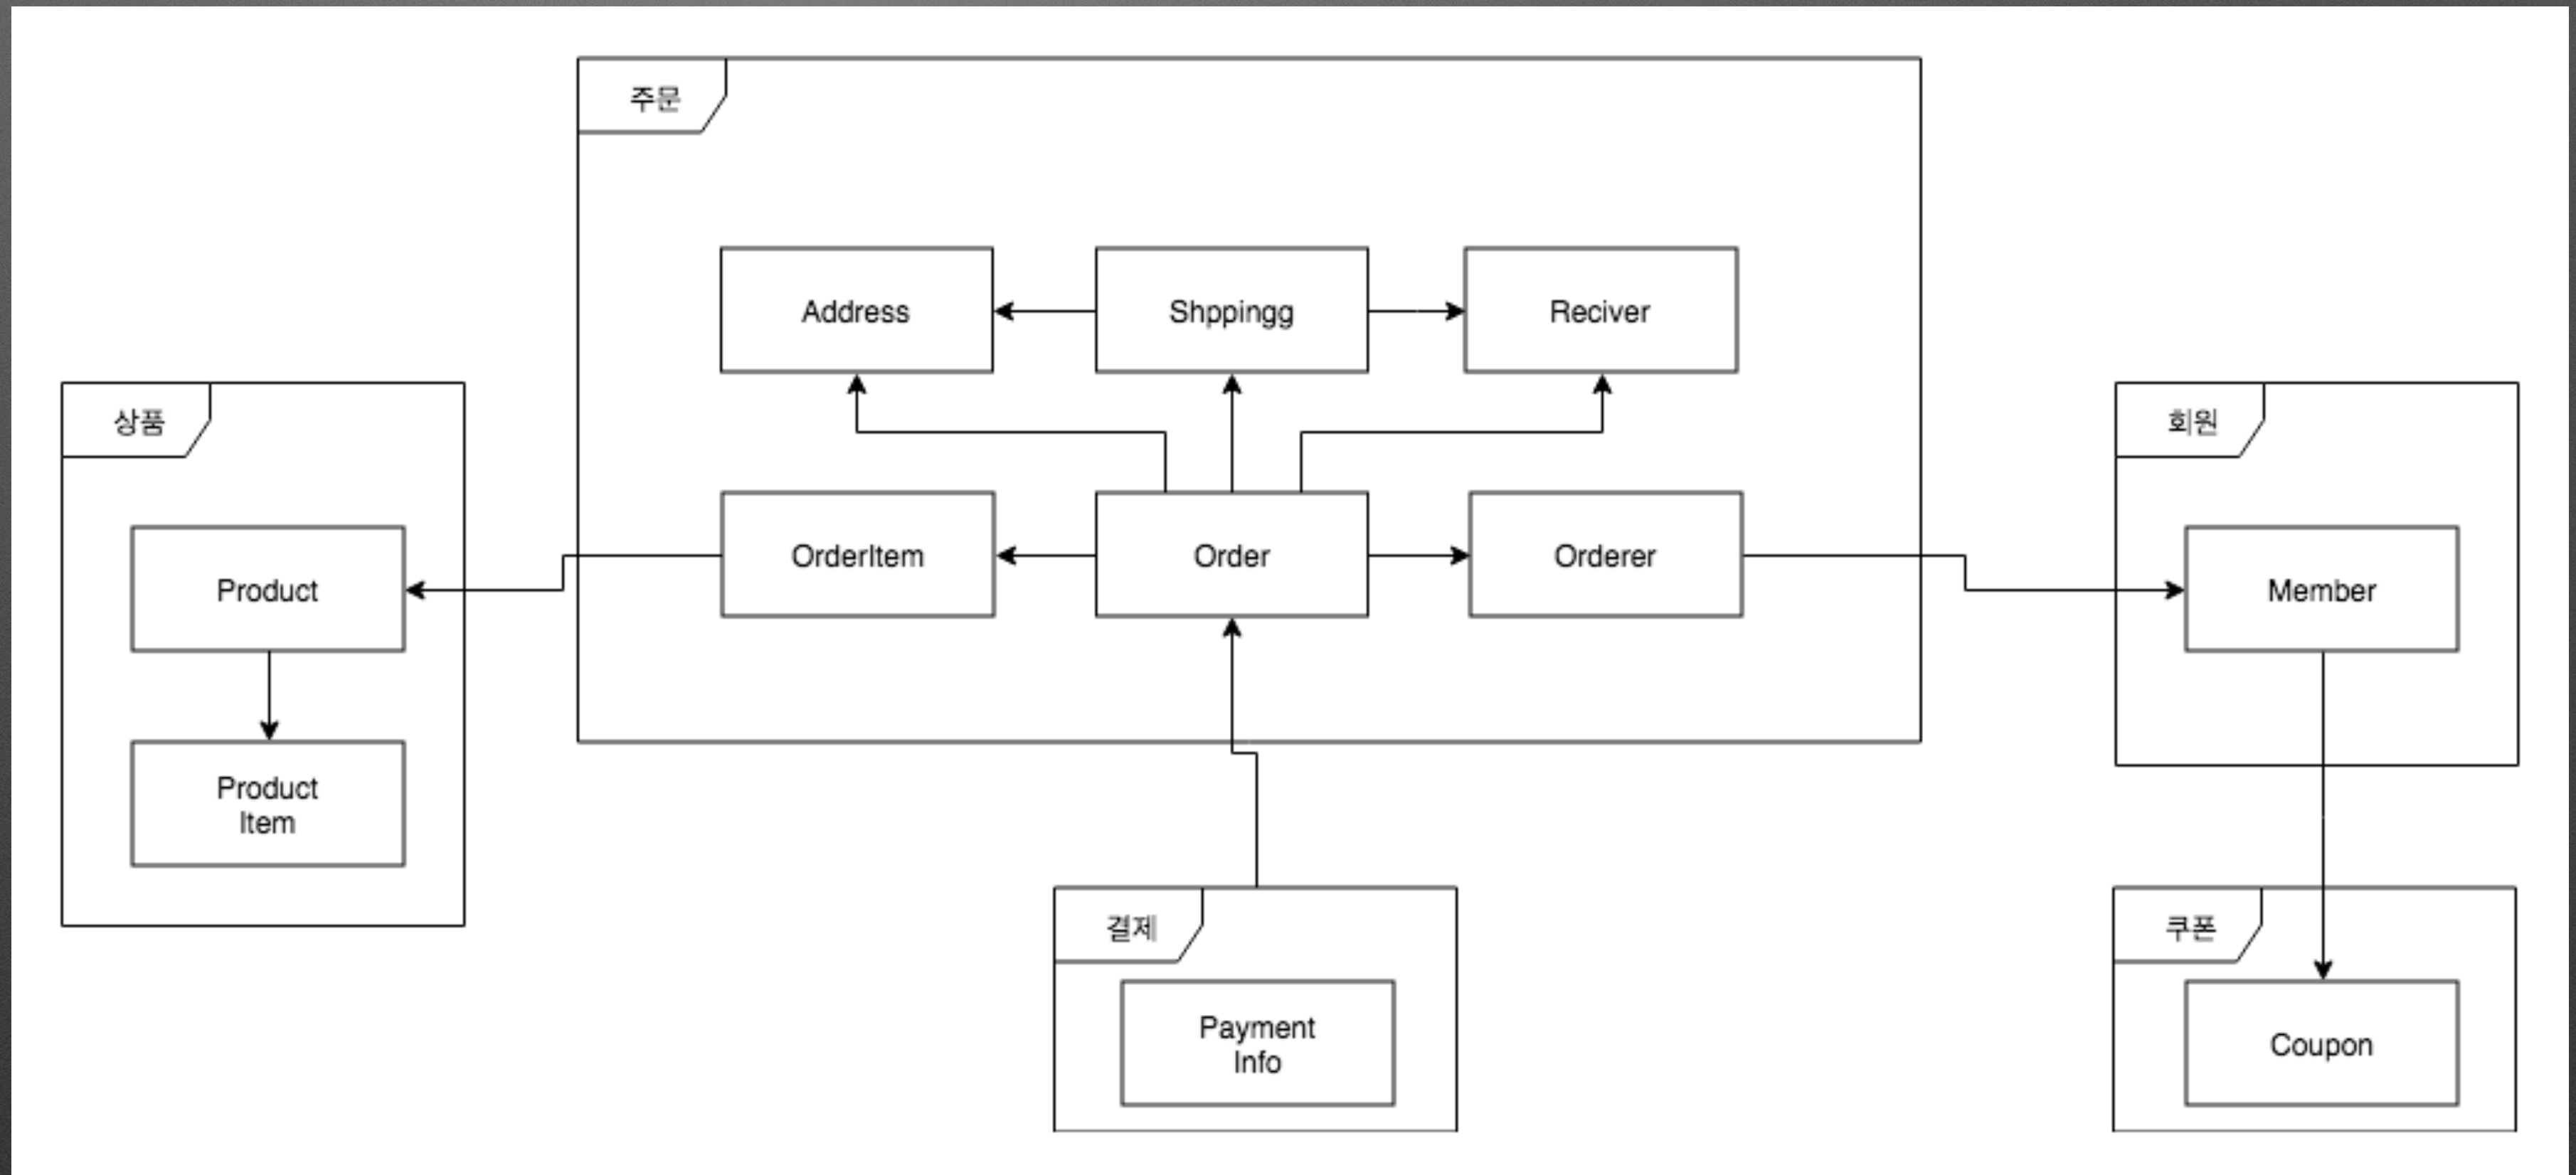 주문
Address
Shppingg
Reciver
상품
회원
OrderItem
Order
Orderer
Product
Member
Product
Item
결제
쿠폰
Payment
Info
Coupon